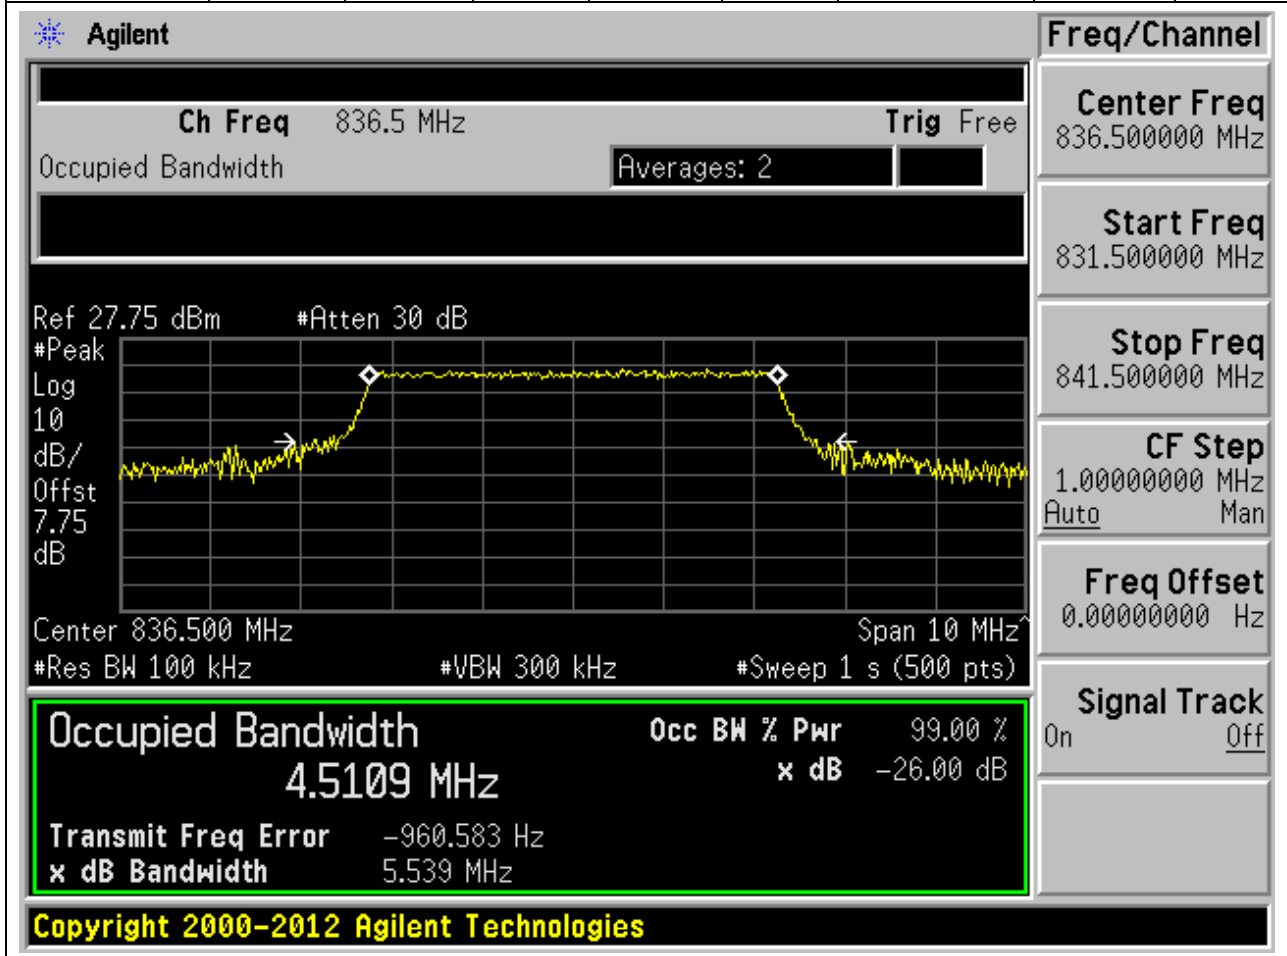 Agilent
Freq/Channel
Ch Freq 836.5 MHz Trig Free
Occupied Bandwidth Averages: 2
Ref 27.75 dBm #Atten 30 dB
#Peak
Log
10
dB/
Offst
7.75
dB
Center 836.500 MHz Span 10 MHz^
#Res BW 100 kHz #VBW 300 kHz #Sweep 1 s (500 pts)
Occupied Bandwidth Occ BW % Pwr 99.00 %
4.5109 MHz x dB -26.00 dB
Transmit Freq Error -960.583 Hz
x dB Bandwidth 5.539 MHz
Copyright 2000-2012 Agilent Technologies
Center Freq
836.500000 MHz
Start Freq
831.500000 MHz
Stop Freq
841.500000 MHz
CF Step
1.00000000 MHz
Auto Man
Freq Offset
0.00000000 Hz
Signal Track
On Off